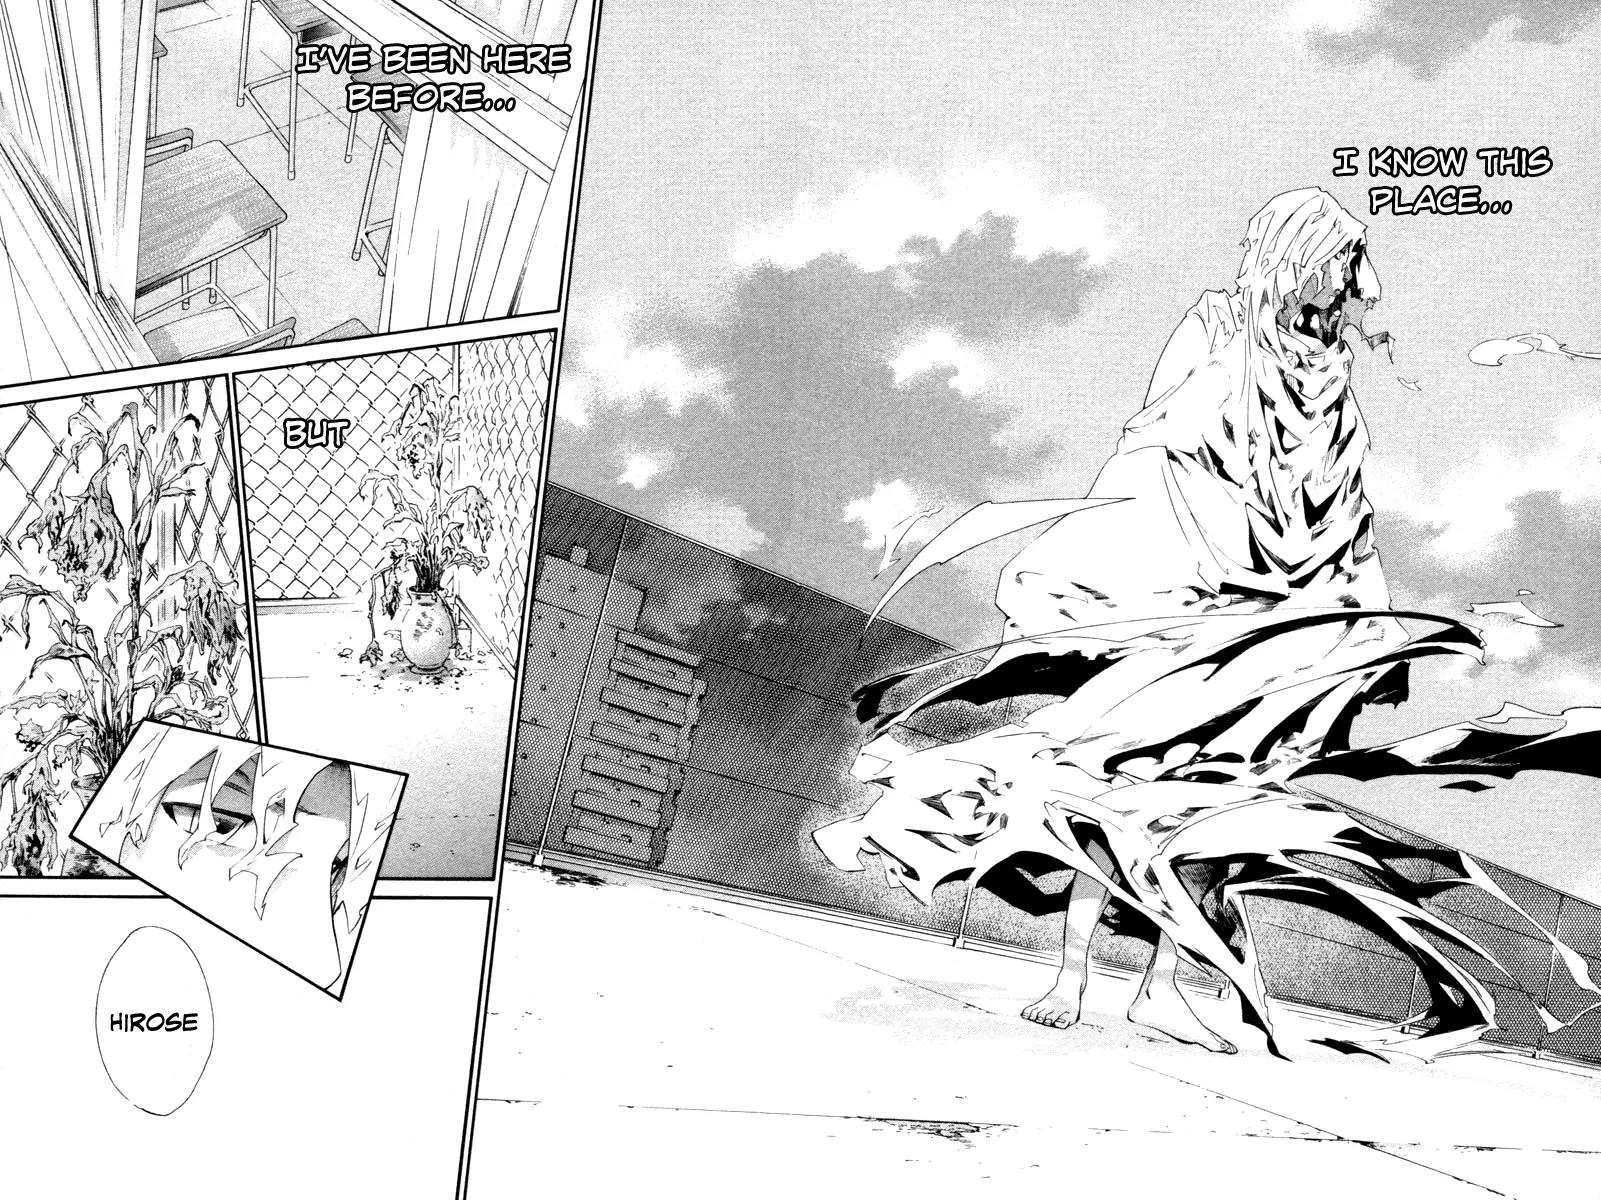 I KNOW THIS
PLACE...
I'VE BEEN HERE
BEFORE...
BUT
HIROSE